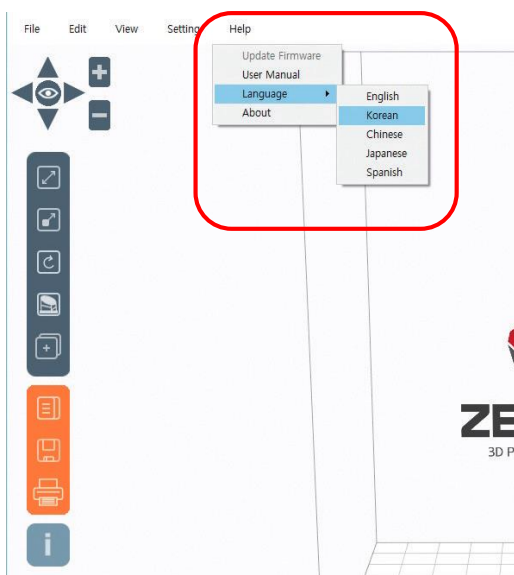 File Edit View Setting Help
Update Firmware
User Manual
Language
About
English
Korean
Chinese
Japanese
Spanish
i
ZE
3D P